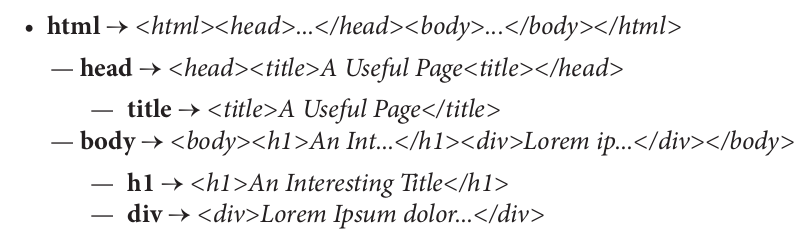 • html → <html><head>...</head><body>...</body></html>
— head → <head><title>A Useful Page<title></head>
— title → <title>A Useful Page</title>
— body → <body><h1>An Int...</h1><div>Lorem ip...</div></body>
— h1 → <h1>An Interesting Title</h1>
— div → <div>Lorem Ipsum dolor...</div>